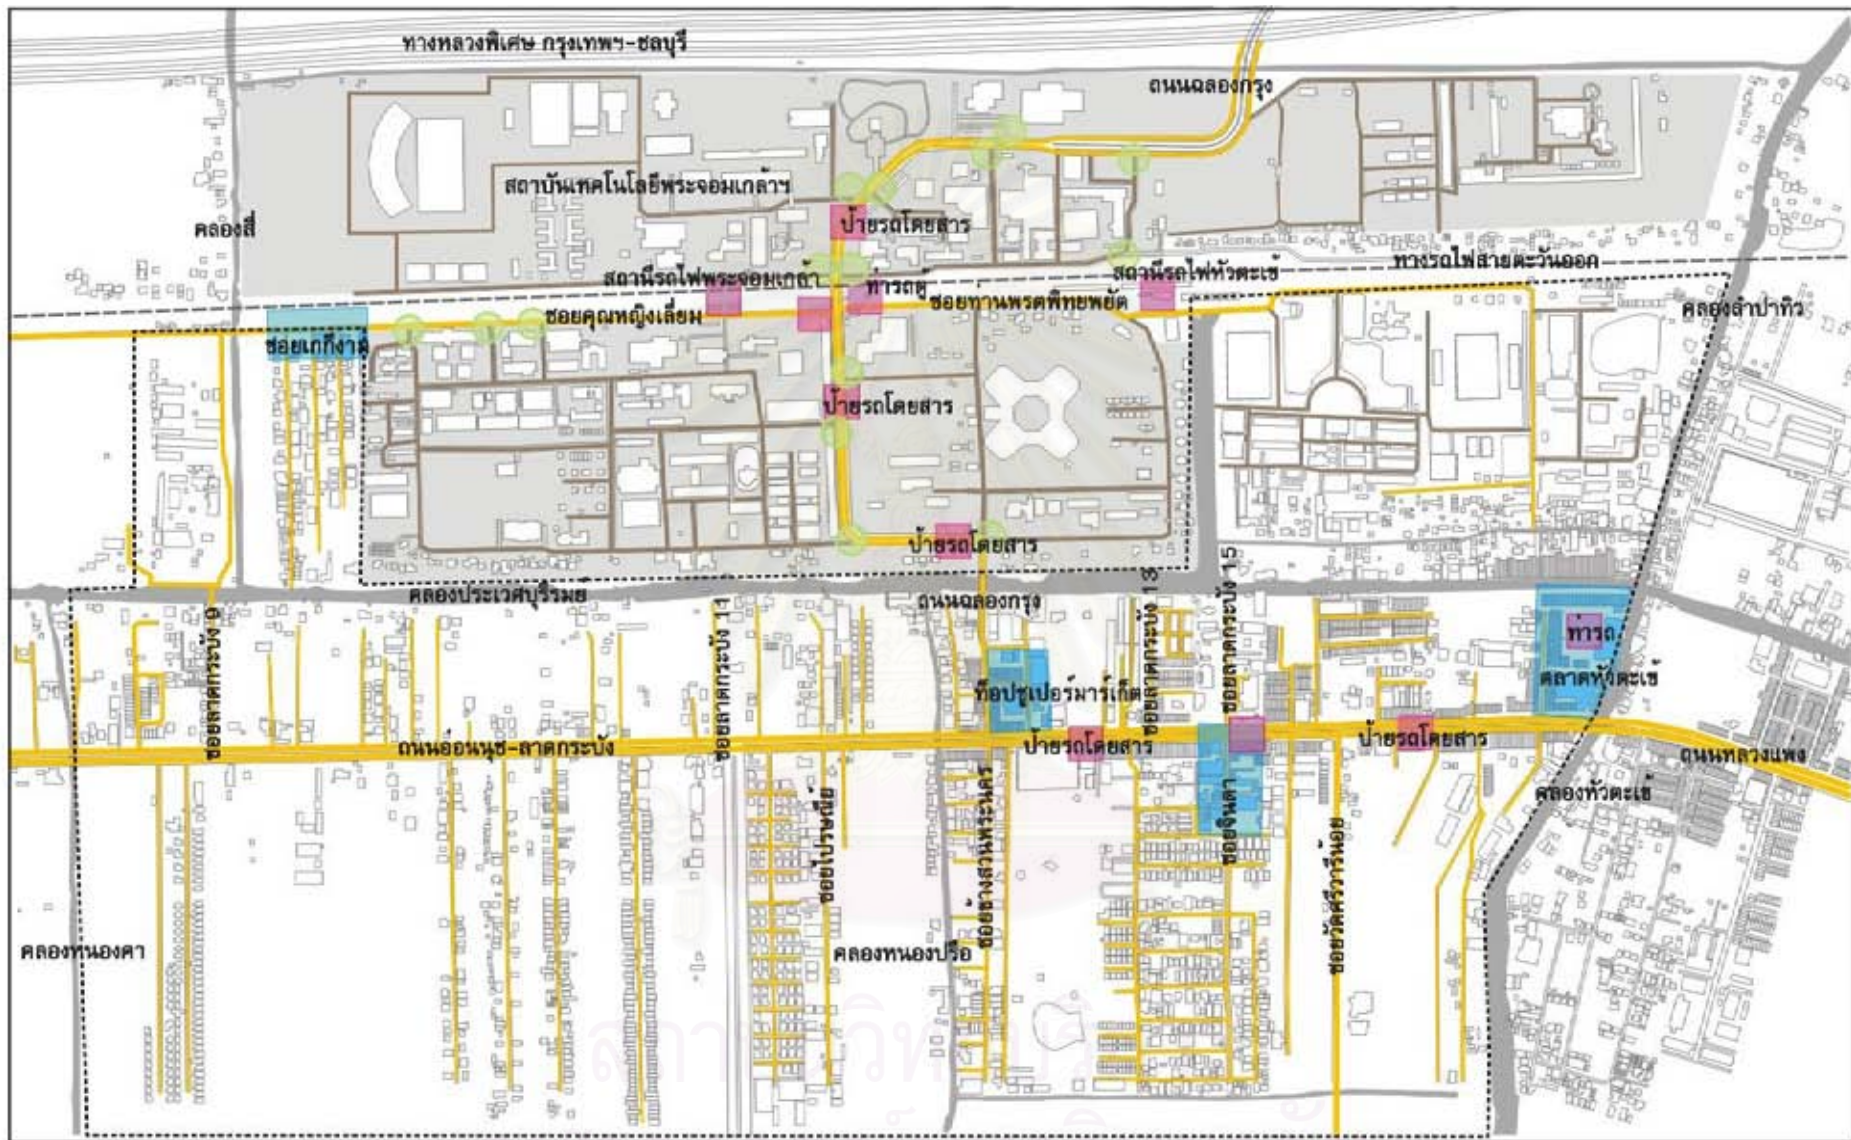 ทางหลวงพิเศษ กรุงเทพฯ-ชลบุรี
ถนนฉลองกรุง
สถาบันเทคโนโลยีพระจอมเกล้าฯ
คลองสี่
ป้ายรถโดยสาร
สถานีรถไฟพระจอมเกล้า
ท่ารถตู้
สถานีรถไฟหัวตะเข้
ทางรถไฟสายตะวันออก
ซอยคุณหญิงเลี่ยม
ซอยทานพรตพิทยพยัต
คลองลำปาทิว
ซอยเกกีงาม
ป้ายรถโดยสาร
ป้ายรถโดยสาร
คลองประเวศบุรีรมย์
ถนนฉลองกรุง
ซอยลาดกระบัง 9
ซอยลาดกระบัง 11
ซอยลาดกระบัง 13
ซอยลาดกระบัง 15
ท่ารถ
ตลาดหัวตะเข้
ท็อปซูเปอร์มาร์เก็ต
ถนนอ่อนนุช-ลาดกระบัง
ป้ายรถโดยสาร
ป้ายรถโดยสาร
ถนนหลวงแพ่ง
คลองหัวตะเข้
ซอยไปรษณีย์
ซอยข้างสวนพระนคร
ซอยจินดา
ซอยวัดศรีวารีน้อย
คลองหนองคา
คลองหนองปรือ